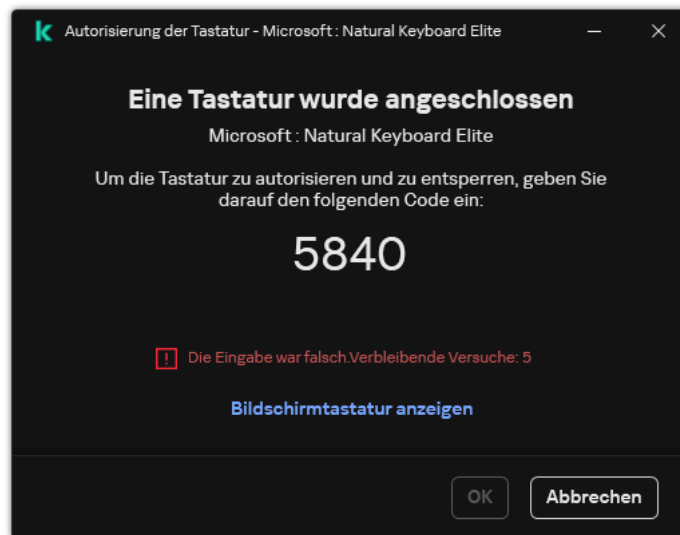 Autorisierung der Tastatur - Microsoft : Natural Keyboard Elite
Eine Tastatur wurde angeschlossen
Microsoft : Natural Keyboard Elite
Um die Tastatur zu autorisieren und zu entsperren, geben Sie
darauf den folgenden Code ein:
5840
Die Eingabe war falsch.Verbleibende Versuche: 5
Bildschirmtastatur anzeigen
OK
Abbrechen